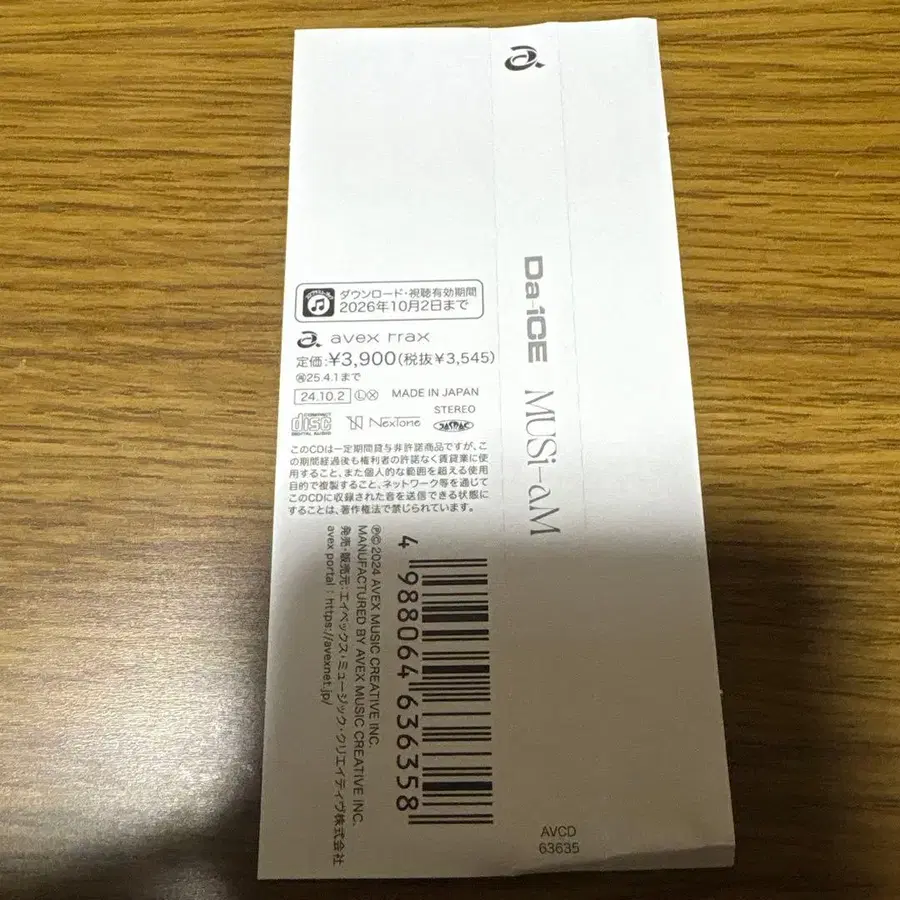 ダウンロード・視聴有効期間
2026年10月2日まで
avex trax
定価:¥3,900(税抜¥3,545)
㋐25.4.1まで
24.10.2 Ⓛ Ⓧ MADE IN JAPAN
STEREO
COMPACT
disc
DIGITAL AUDIO
NexTone
JASRAC
このCDは一定期間貸与非許諾商品ですが、こ
の期間経過後も権利者の許諾なく賃貸業に使
用すること、また個人的な範囲を超える使用
目的で複製すること、ネットワーク等を通じて
このCDに収録された音を送信できる状態に
することは、著作権法で禁じられています。
Ⓟ© 2024 AVEX MUSIC CREATIVE INC.
MANUFACTURED BY AVEX MUSIC CREATIVE INC.
発売・販売元:エイベックス・ミュージック・クリエイティヴ株式会社
avex portal : https://avexnet.jp/
4 988064 636358
a.
Da-iCE MUSi-aM
AVCD
63635